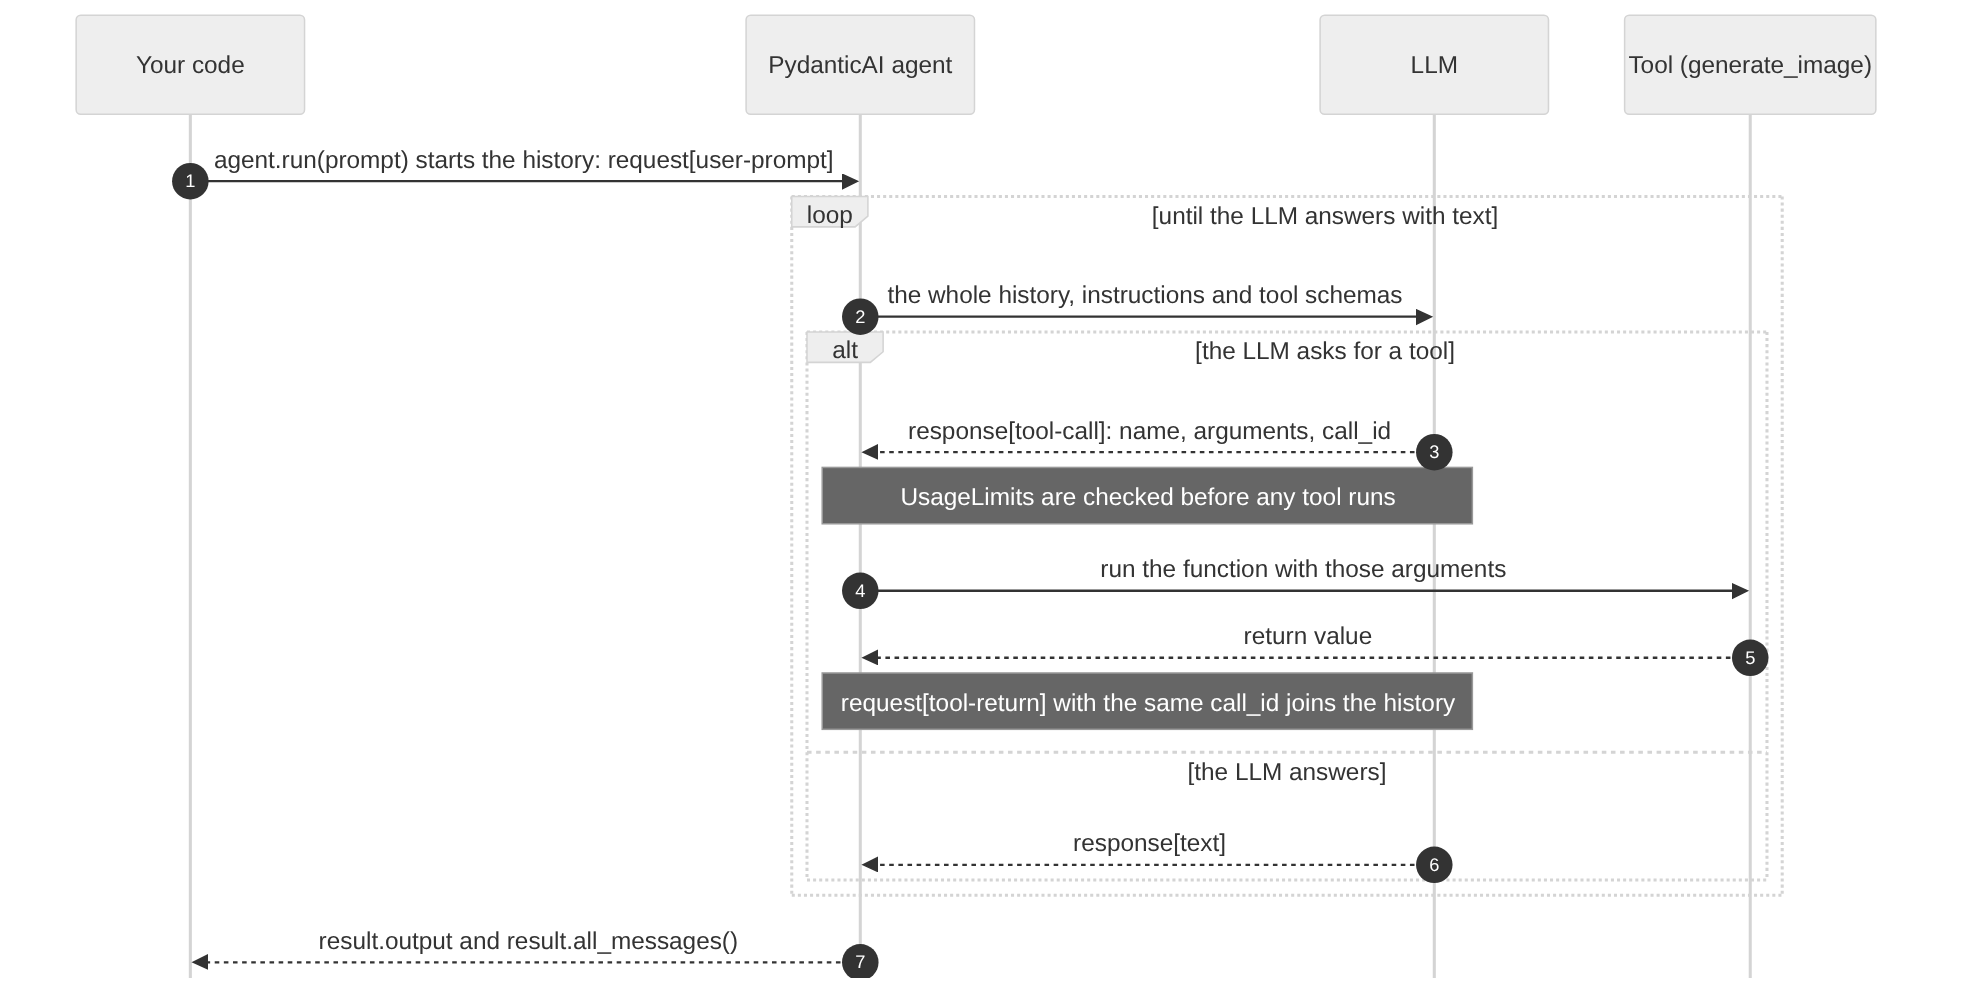 Your code
PydanticAI agent
LLM
Tool (generate_image)
agent.run(prompt) starts the history: request[user-prompt]
1
loop
[until the LLM answers with text]
the whole history, instructions and tool schemas
2
alt
[the LLM asks for a tool]
response[tool-call]: name, arguments, call_id
3
UsageLimits are checked before any tool runs
run the function with those arguments
4
return value
5
request[tool-return] with the same call_id joins the history
[the LLM answers]
response[text]
6
result.output and result.all_messages()
7